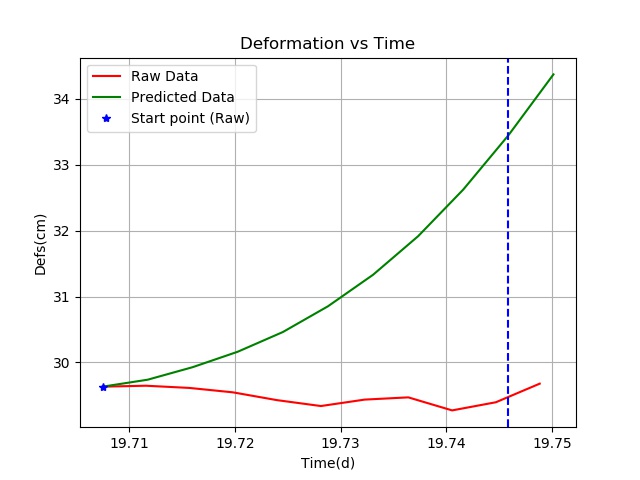 Deformation vs Time
Raw Data
Predicted Data
Start point (Raw)
Defs(cm)
34
33
32
31
30
19.71 19.72 19.73 19.74 19.75
Time(d)